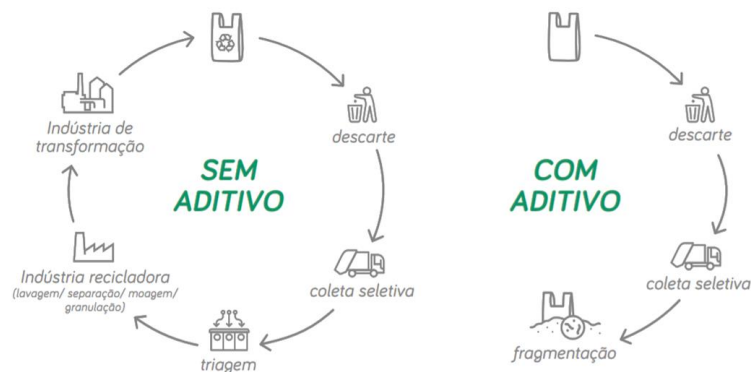 SEM
ADITIVO
descarte
coleta seletiva
triagem
Indústria recicladora
(lavagem/ separação/ moagem/
granulação)
Indústria de
transformação
COM
ADITIVO
descarte
coleta seletiva
fragmentação